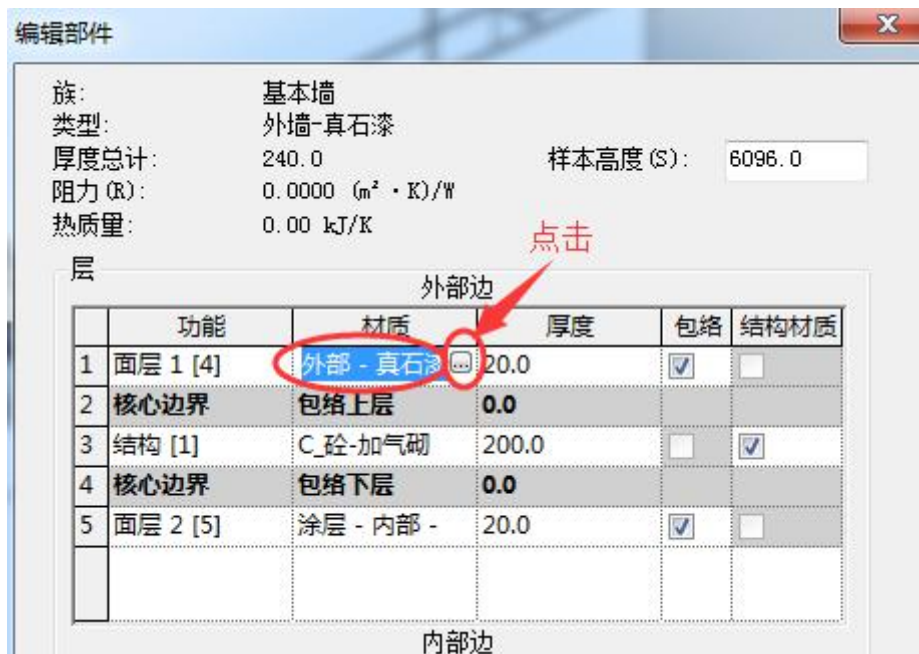 编辑部件
族: 基本墙
类型: 外墙-真石漆
厚度总计: 240.0 样本高度(S): 6096.0
阻力(R): 0.0000 (m²·K)/W
热质量: 0.00 kJ/K
点击
层
外部边
功能 材质 厚度 包络 结构材质
1 面层 1 [4] 外部 - 真石漆 ... 20.0
2 核心边界 包络上层 0.0
3 结构 [1] C_砼-加气砌 200.0
4 核心边界 包络下层 0.0
5 面层 2 [5] 涂层 - 内部 - 20.0
内部边